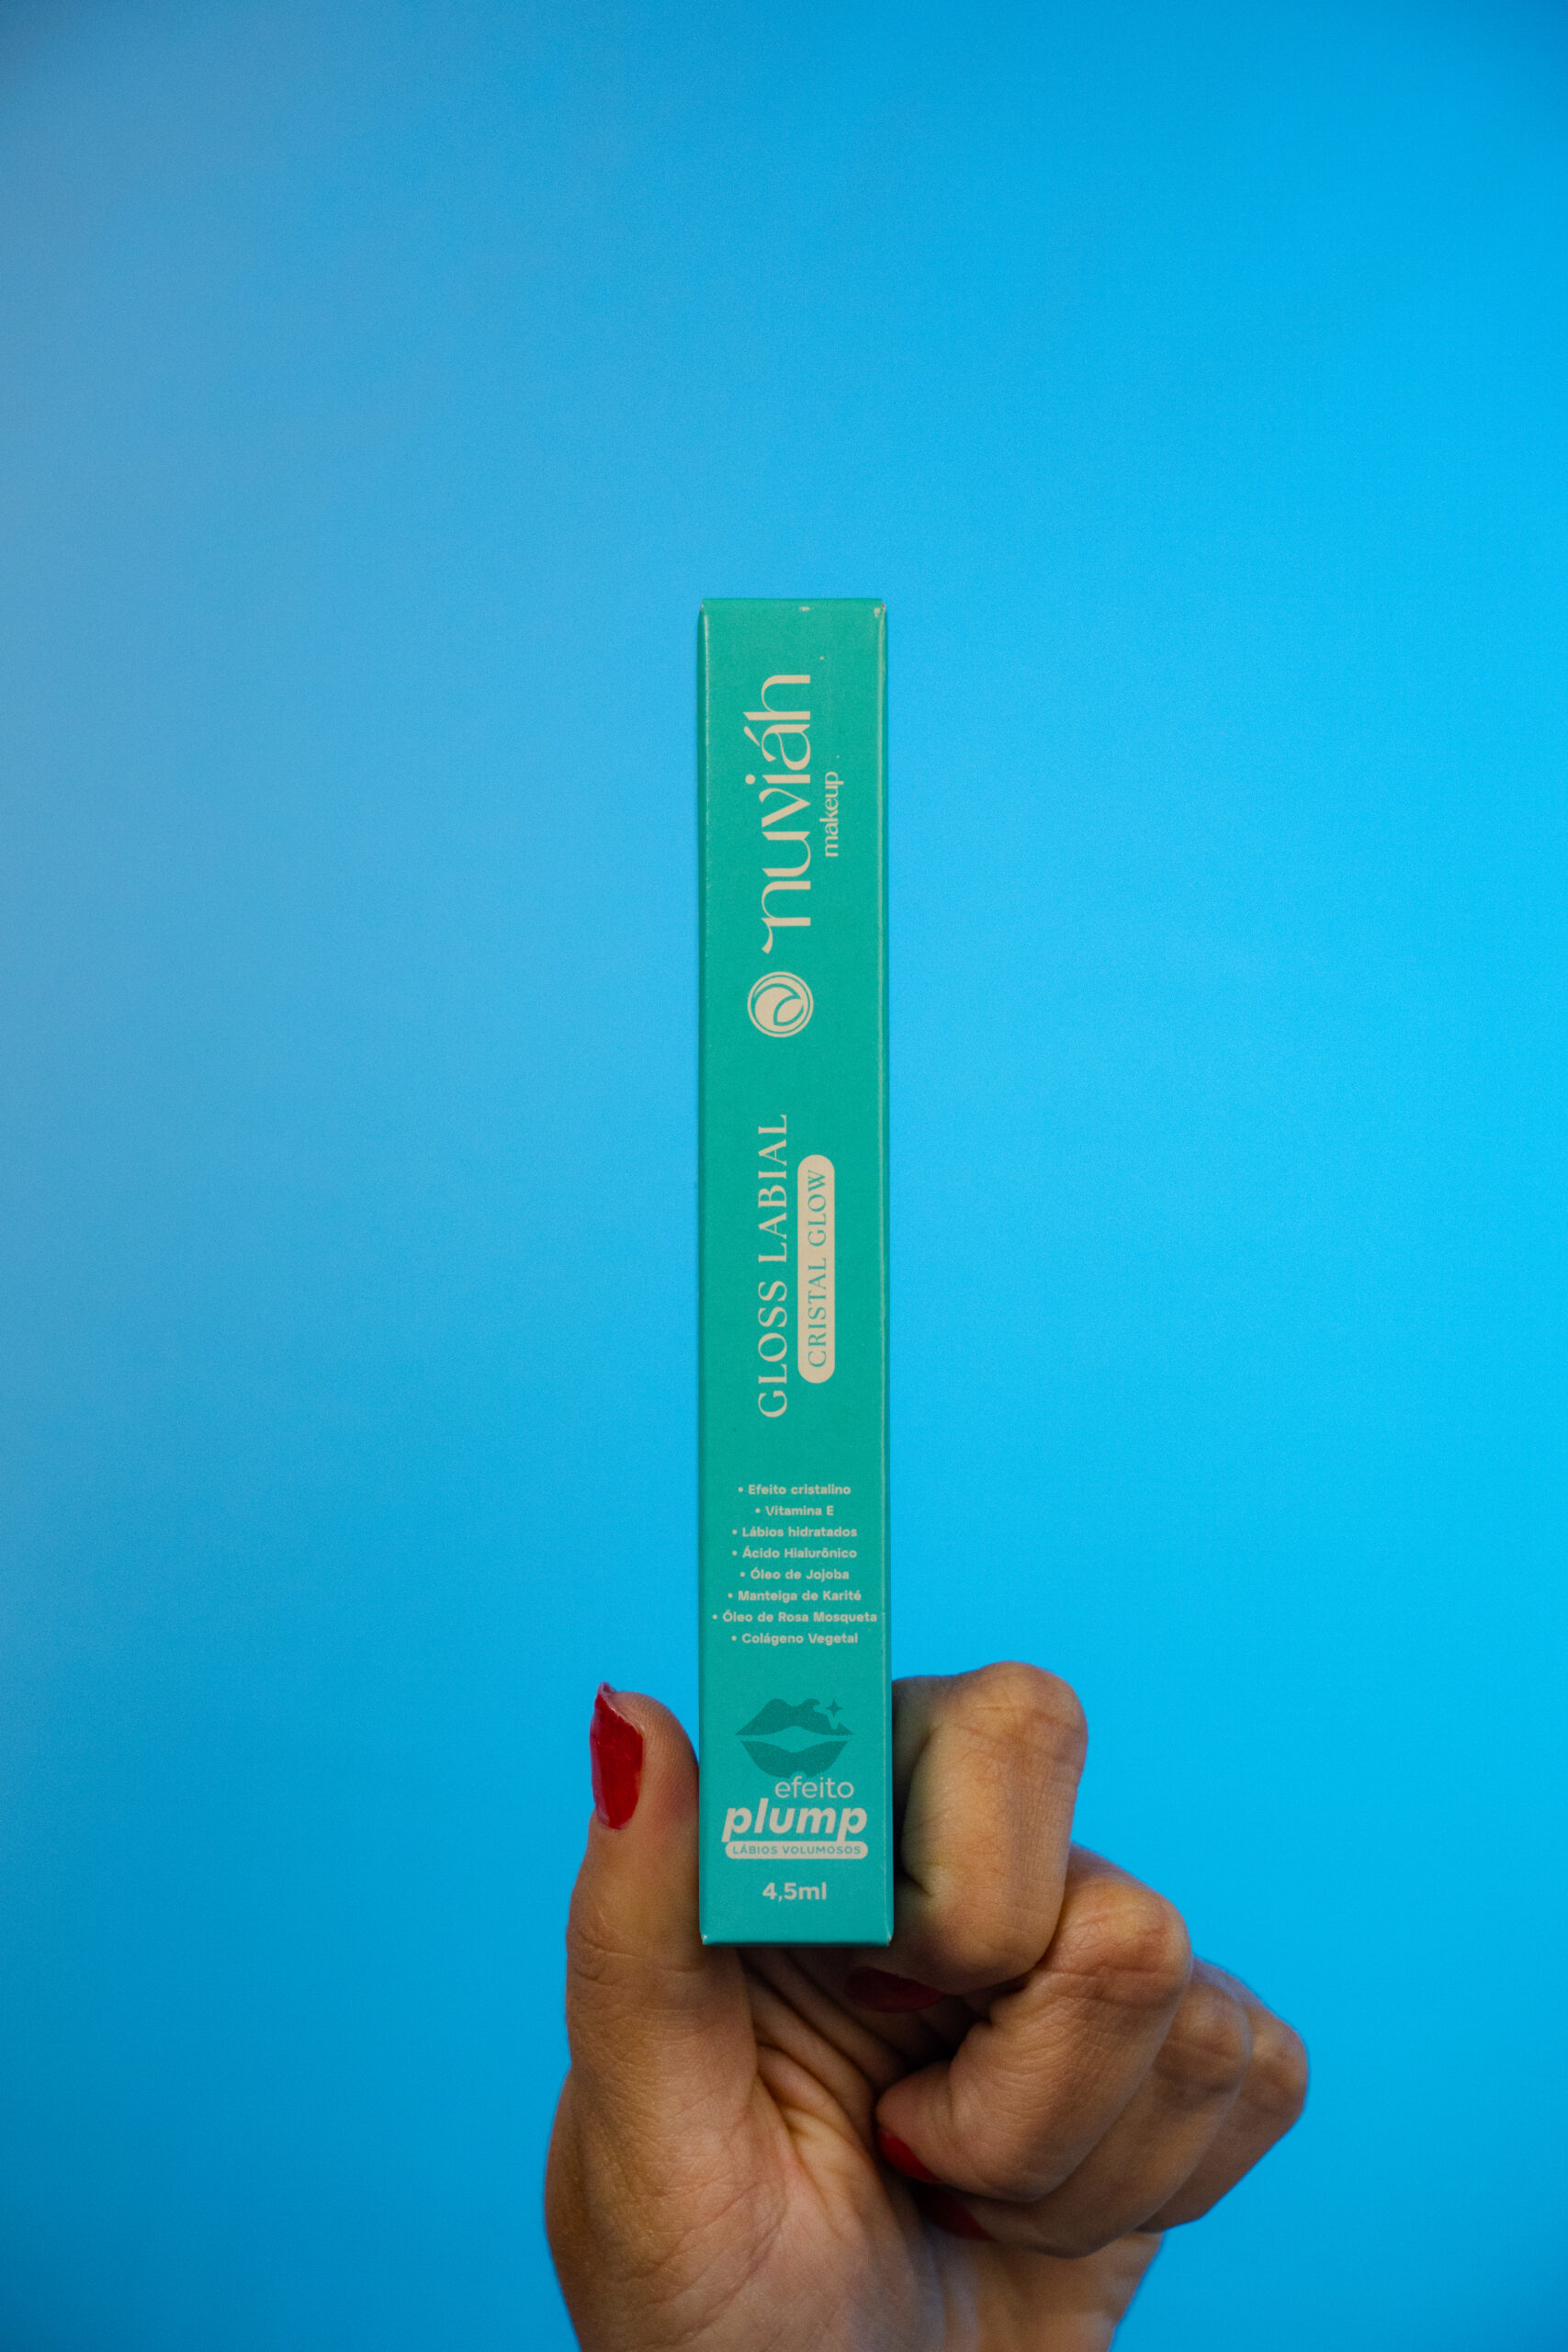 nuviáh
makeup
GLOSS LABIAL
CRISTAL GLOW
• Efeito cristalino
• Vitamina E
• Lábios hidratados
• Ácido Hialurônico
• Óleo de Jojoba
• Manteiga de Karité
• Óleo de Rosa Mosqueta
• Colágeno Vegetal
efeito
plump
LÁBIOS VOLUMOSOS
4,5ml